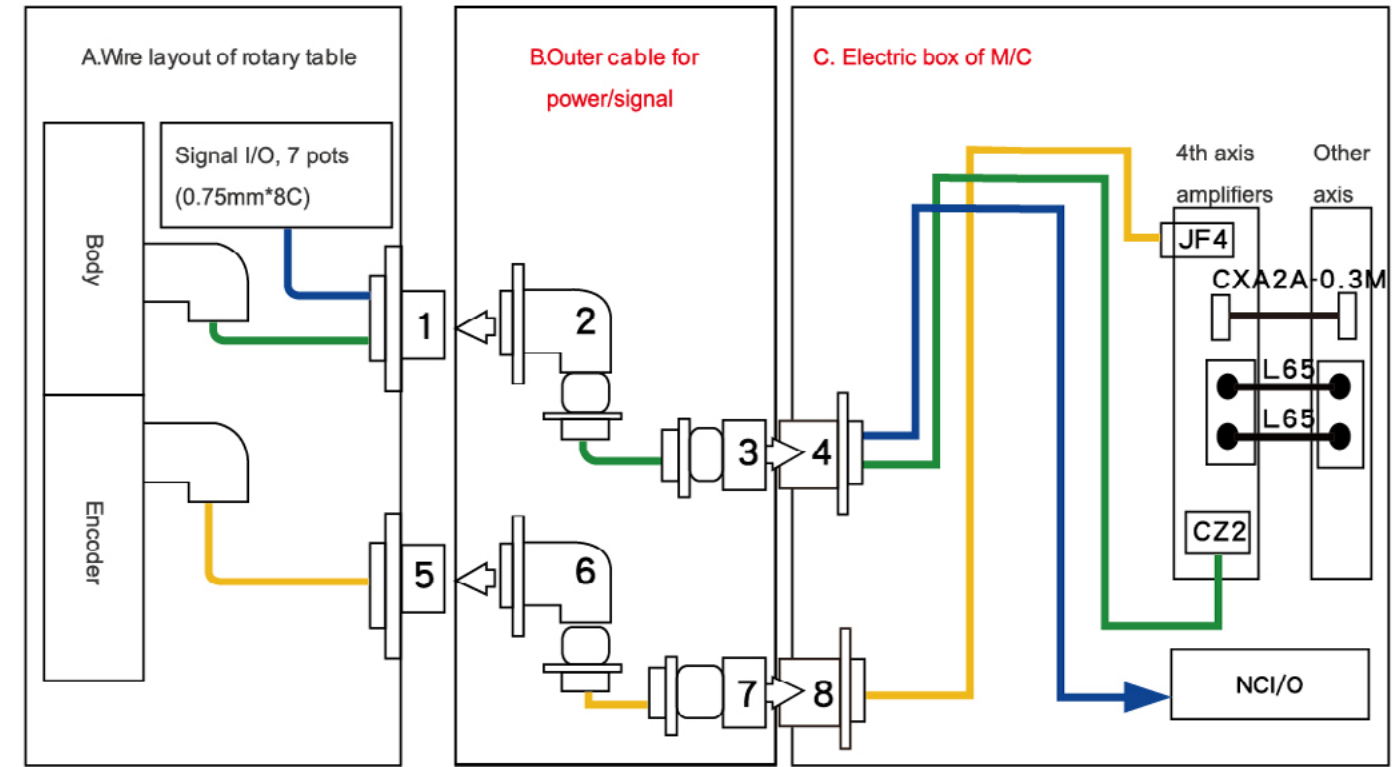 A.Wire layout of rotary table
Signal I/O, 7 pots
(0.75mm*8C)
Body
Encoder
1
5
B.Outer cable for
power/signal
2
3
6
7
C. Electric box of M/C
4
8
4th axis
amplifiers
Other
axis
JF4
CXA2A-0.3M
L65
L65
CZ2
NCI/O